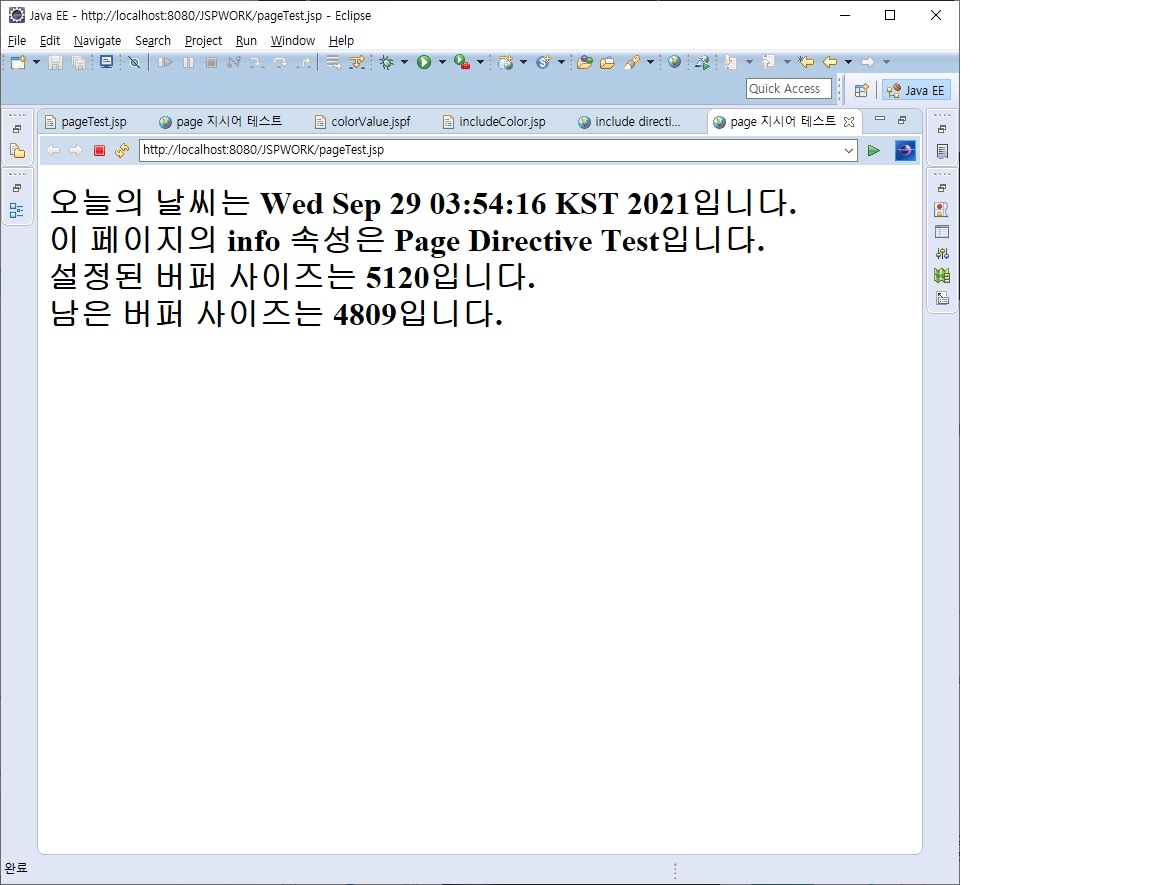 Java EE - http://localhost:8080/JSPWORK/pageTest.jsp - Eclipse
File Edit Navigate Search Project Run Window Help
Quick Access
Java EE
pageTest.jsp page 지시어 테스트 colorValue.jspf includeColor.jsp include directi... page 지시어 테스트
http://localhost:8080/JSPWORK/pageTest.jsp
오늘의 날씨는 Wed Sep 29 03:54:16 KST 2021입니다.
이 페이지의 info 속성은 Page Directive Test입니다.
설정된 버퍼 사이즈는 5120입니다.
남은 버퍼 사이즈는 4809입니다.
완료